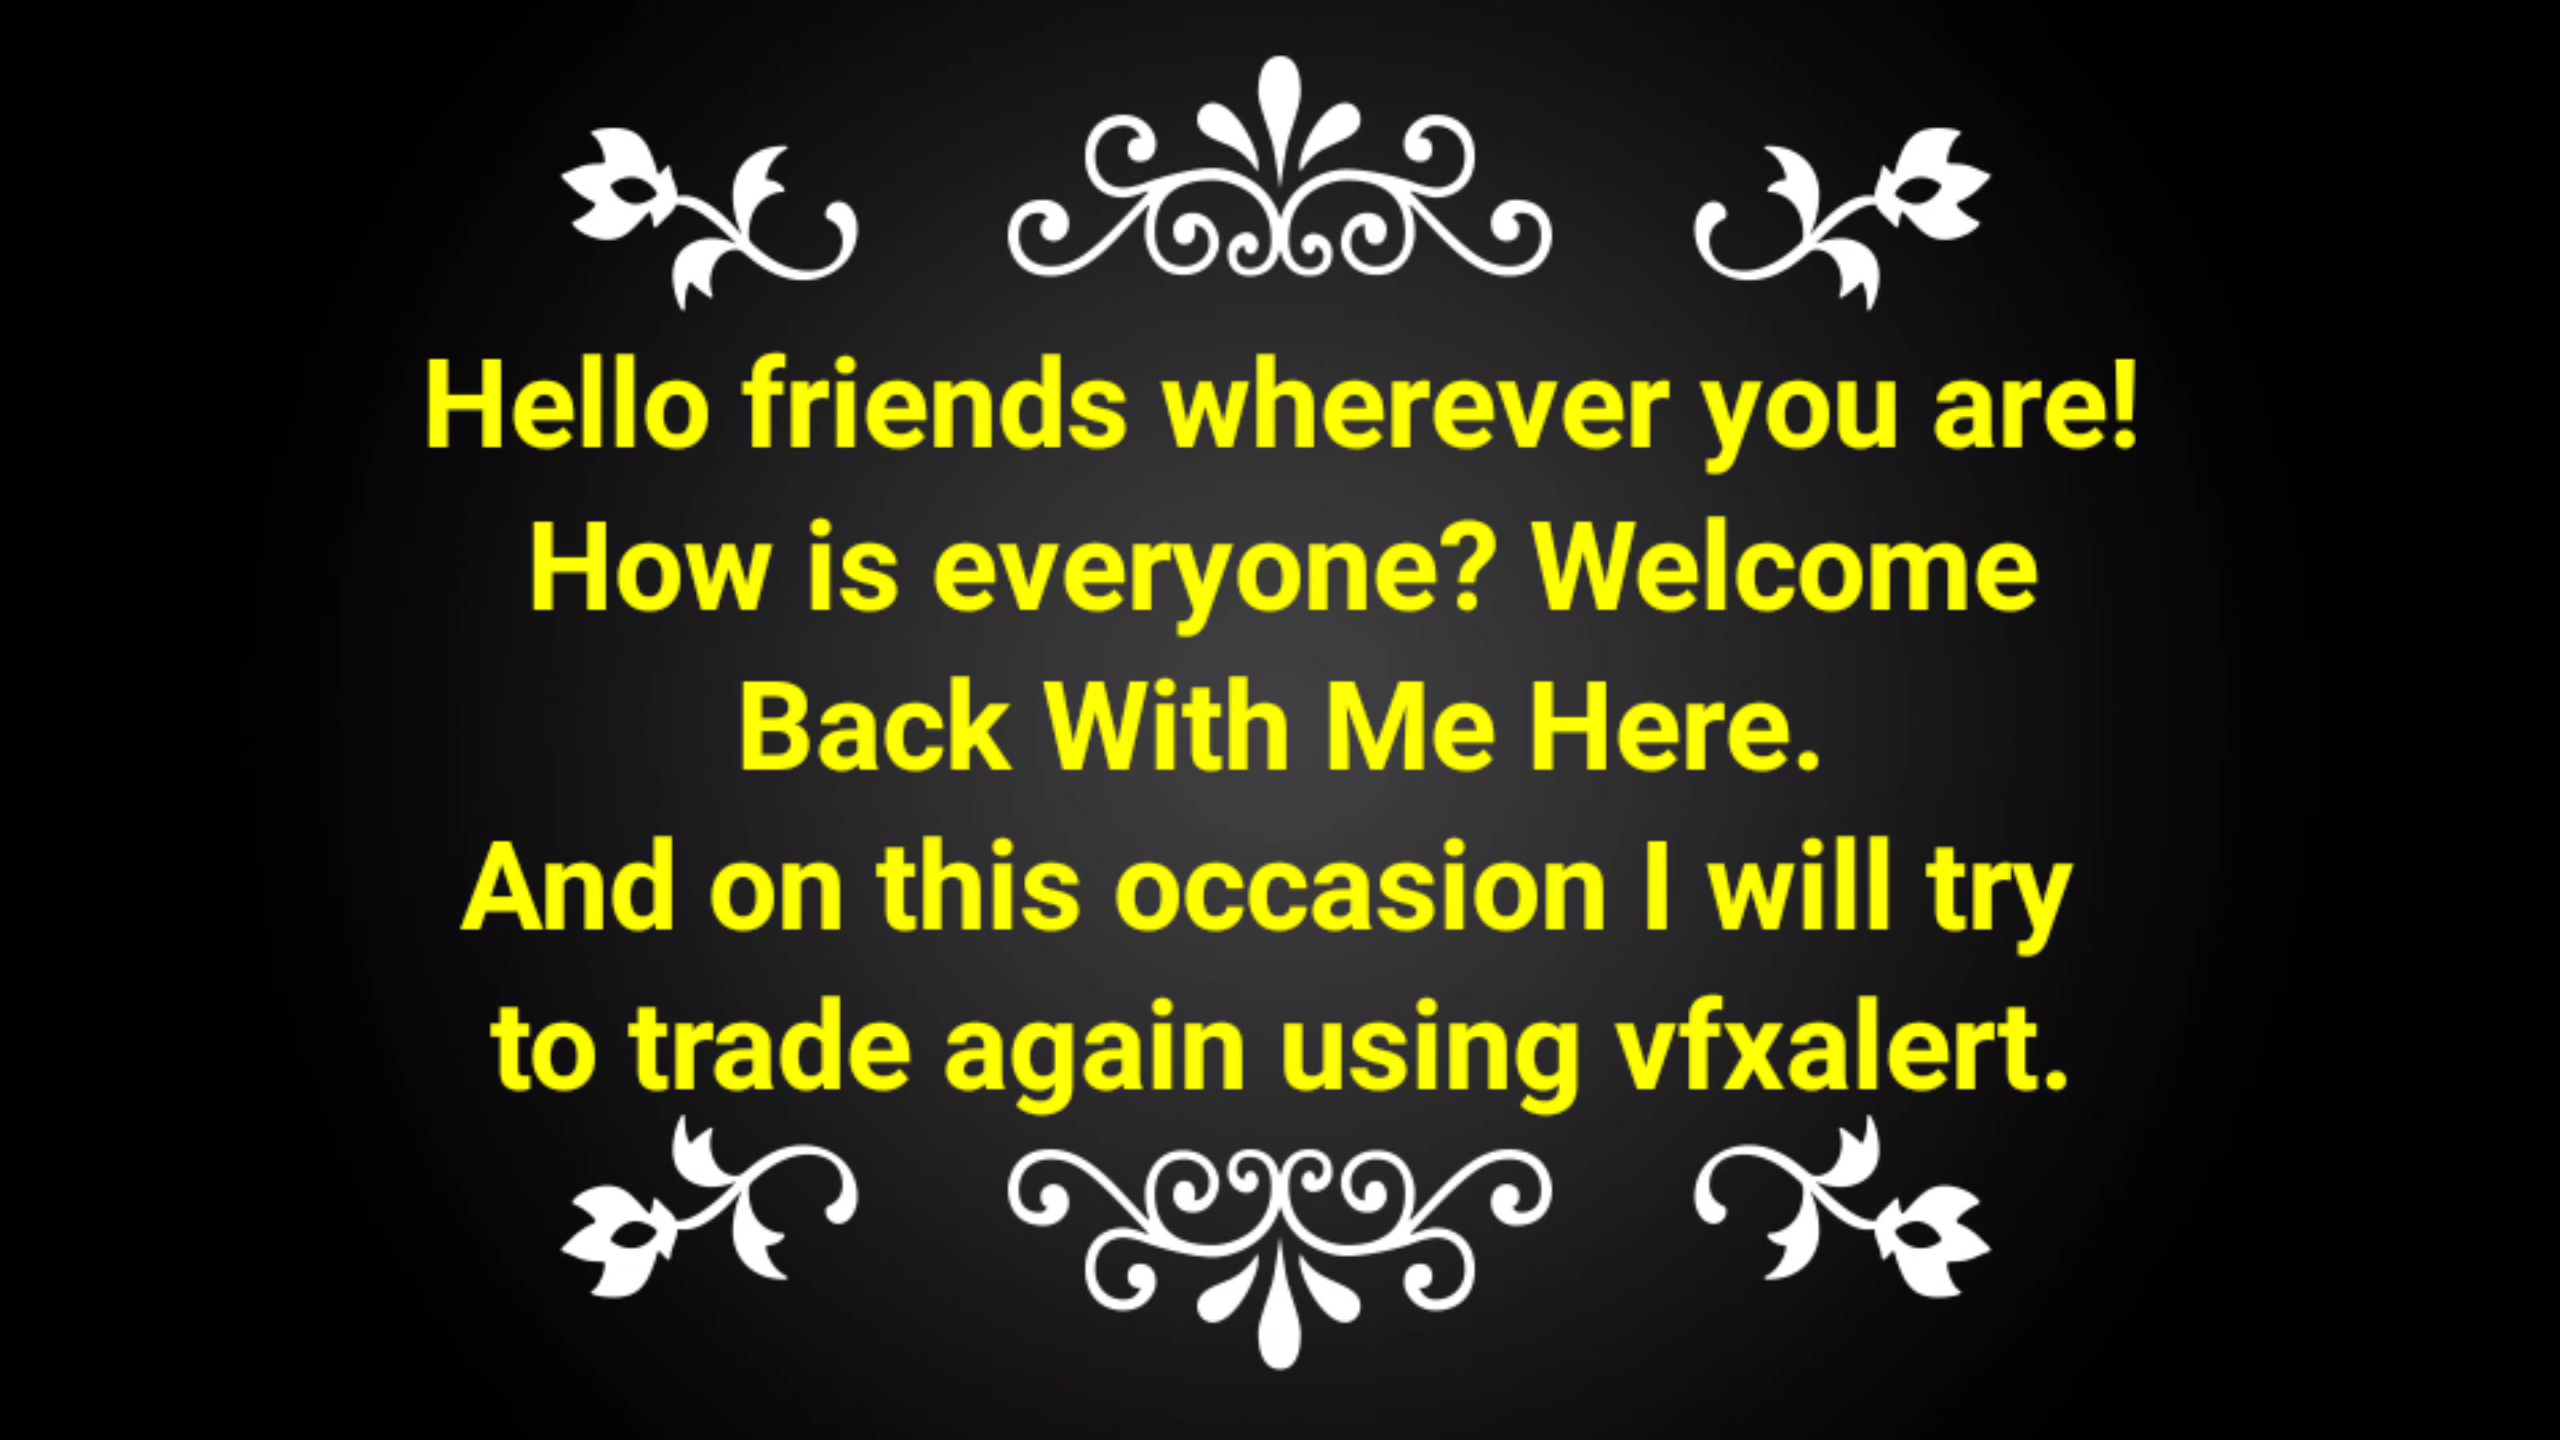 Hello friends wherever you are!
How is everyone? Welcome
Back With Me Here.
And on this occasion I will try
to trade again using vfxalert.